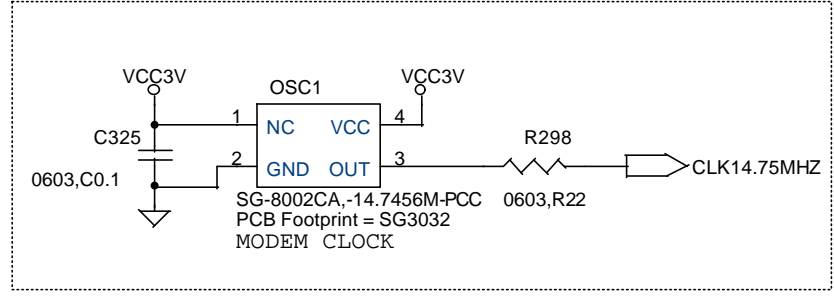 VCC3V
VCC3V
OSC1
1
NC
VCC
4
C325
R298
2
GND
OUT
3
CLK14.75MHZ
0603,C0.1
SG-8002CA,-14.7456M-PCC
0603,R22
PCB Footprint = SG3032
MODEM CLOCK